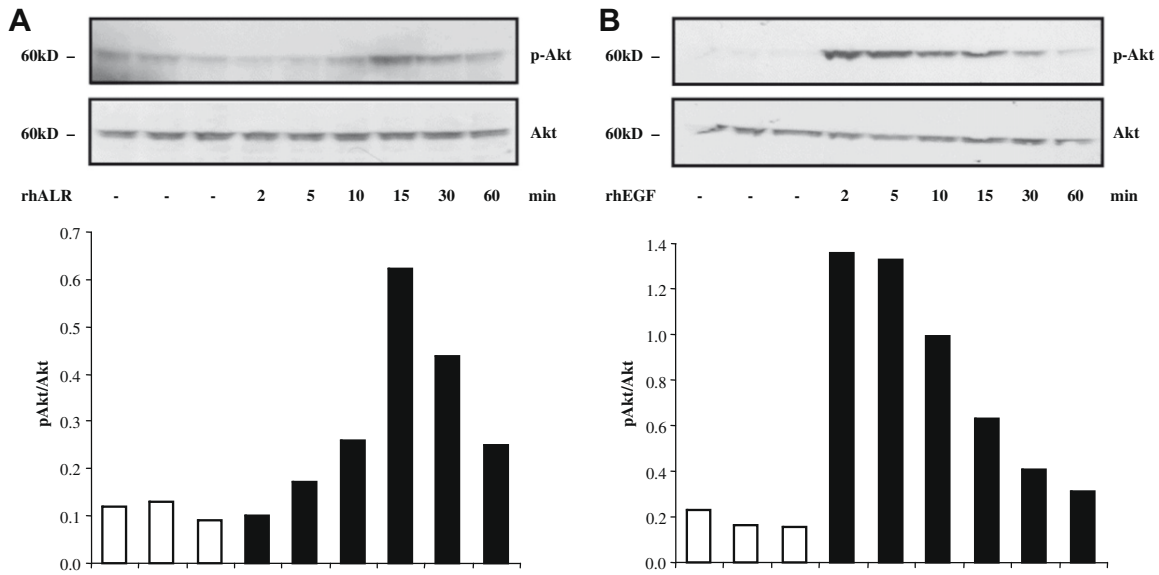 A
60kD –
p-Akt
60kD –
Akt
rhALR - - - 2 5 10 15 30 60 min
0.7
0.6
0.5
0.4
0.3
0.2
0.1
0.0
pAkt/Akt
B
60kD –
p-Akt
60kD –
Akt
rhEGF - - - 2 5 10 15 30 60 min
1.4
1.2
1.0
0.8
0.6
0.4
0.2
0.0
pAkt/Akt